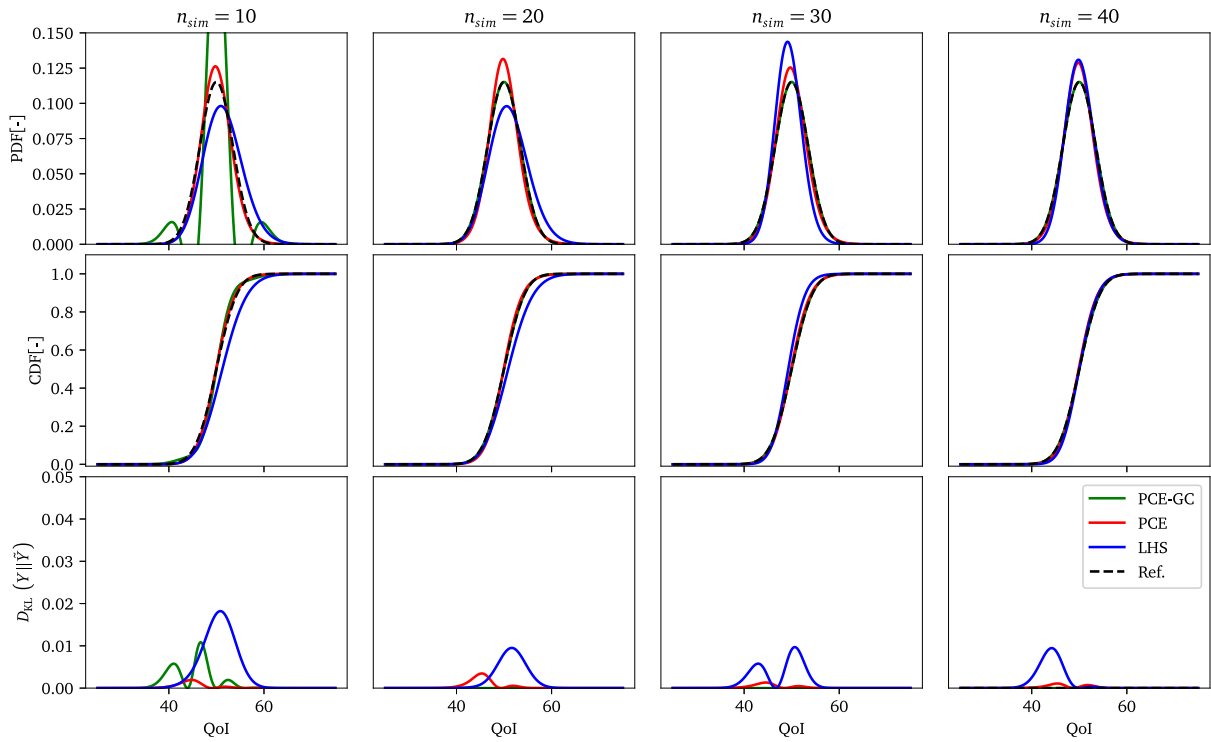 n_sim = 10 n_sim = 20 n_sim = 30 n_sim = 40
0.150
0.125
0.100
0.075
0.050
0.025
0.000
PDF[-]
1.0
0.8
0.6
0.4
0.2
0.0
CDF[-]
0.05
0.04
0.03
0.02
0.01
0.00
D_KL (Y||Ỹ)
PCE-GC
PCE
LHS
Ref.
40 60 40 60 40 60 40 60
QoI QoI QoI QoI